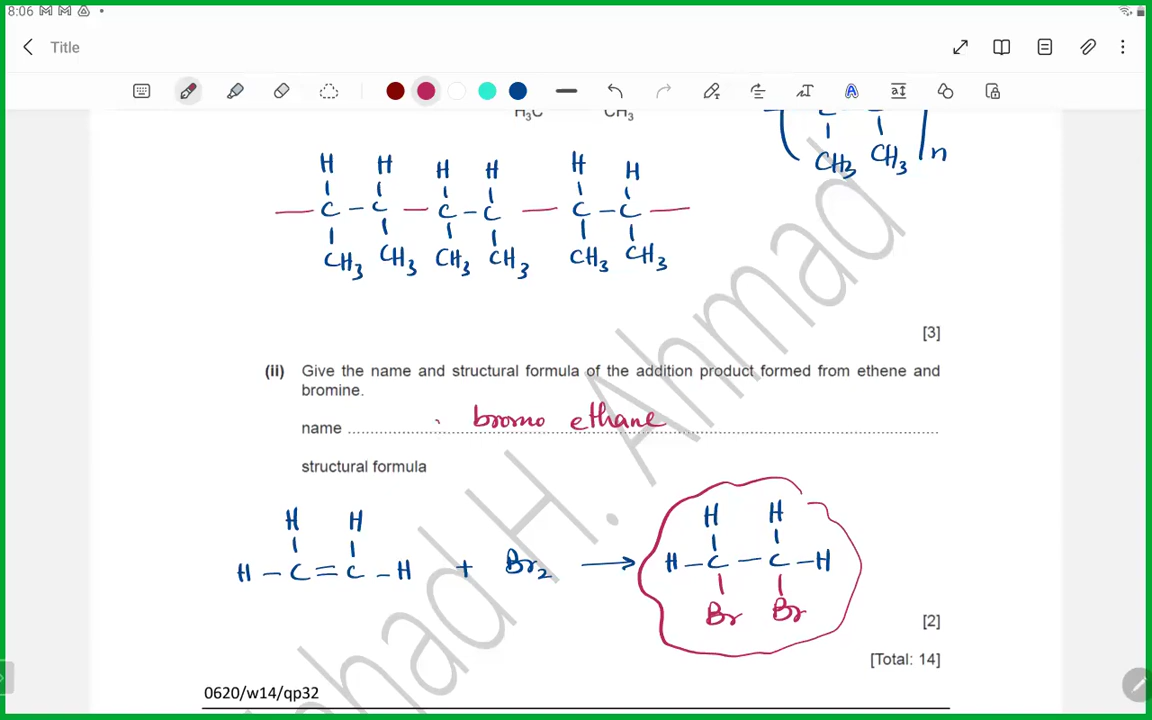 8:06
Title
H₃C CH₃
CH₃ CH₃ n
H H H H H H
C – C — C – C — C – C
CH₃ CH₃ CH₃ CH₃ CH₃ CH₃
[3]
(ii) Give the name and structural formula of the addition product formed from ethene and
bromine.
name bromo ethane
structural formula
H H H H
H – C = C – H + Br₂ → H – C – C – H
Br Br
[2]
[Total: 14]
0620/w14/qp32
ahad H. Ahmad